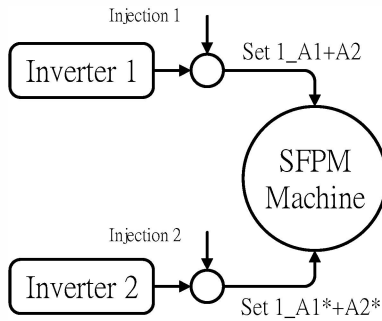 Injection 1
Inverter 1
Set 1_A1+A2
SFPM
Machine
Injection 2
Inverter 2
Set 1_A1*+A2*